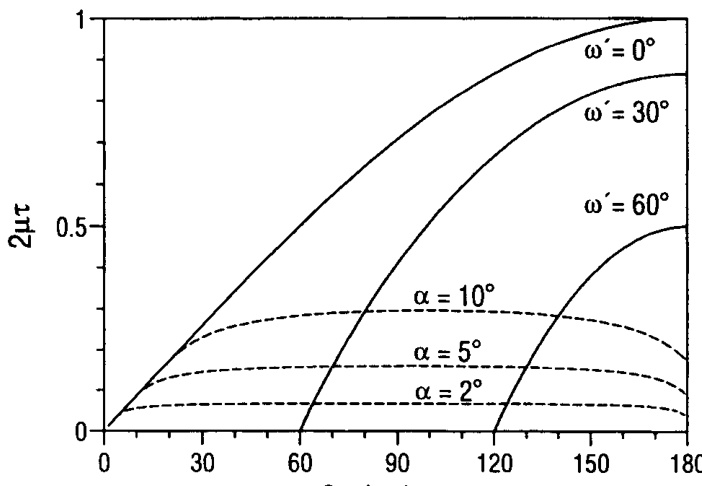 1
ω´= 0°
ω´= 30°
ω´= 60°
0.5
2μτ
α = 10°
α = 5°
α = 2°
0
0 30 60 90 120 150 180